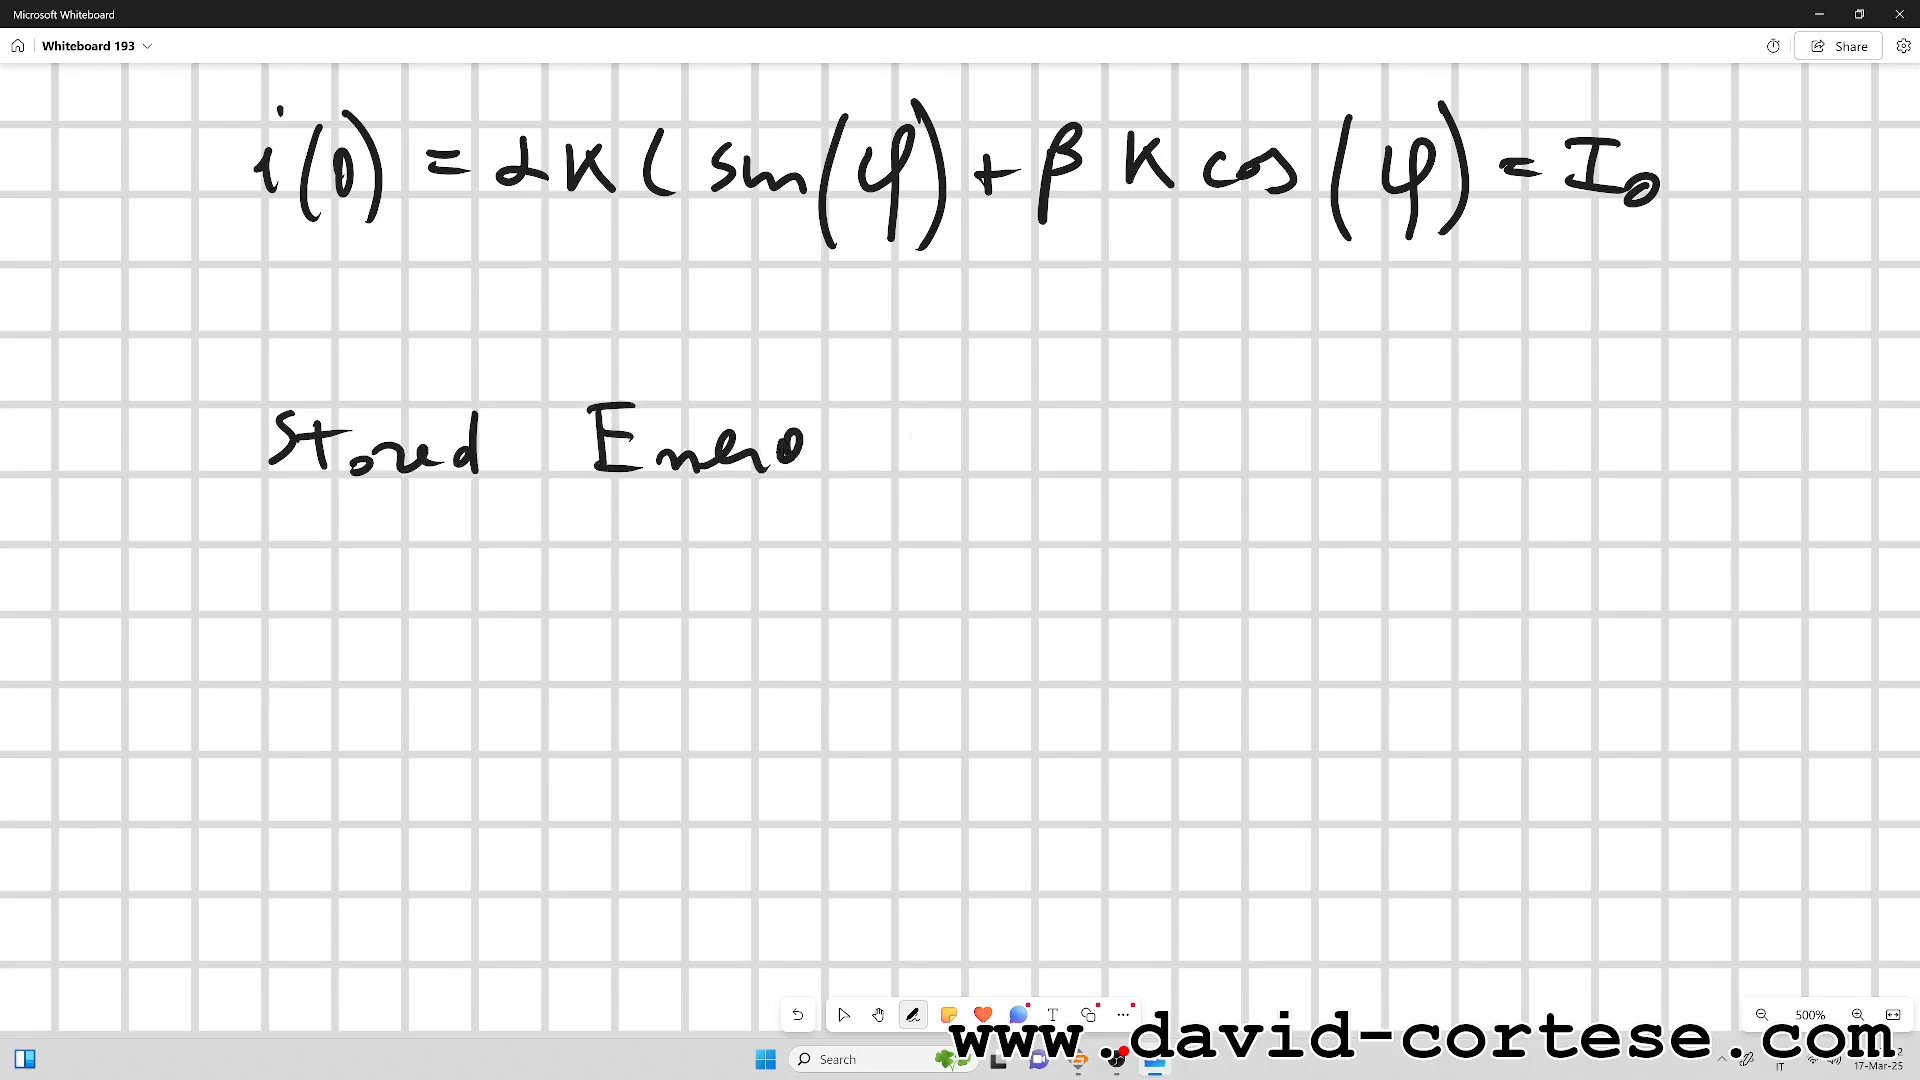 Microsoft Whiteboard
Whiteboard 193
Share
i(0) = αK(sin(φ) + βK cos(φ) = I₀
Stored Energ
500%
Search
www.david-cortese.com
IT
17-Mar-25